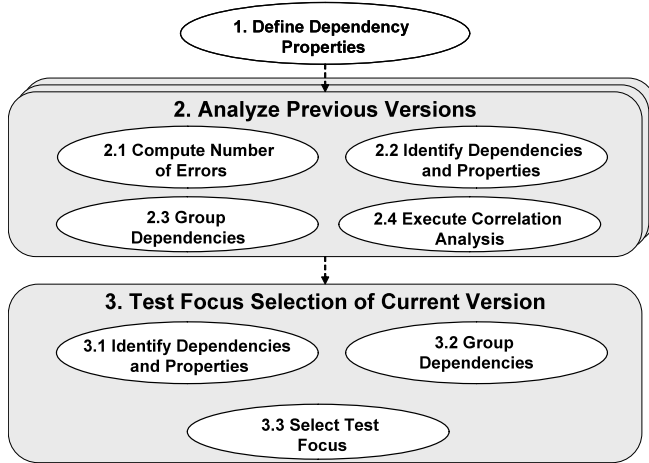 1. Define Dependency
Properties
2. Analyze Previous Versions
2.1 Compute Number
of Errors
2.2 Identify Dependencies
and Properties
2.3 Group
Dependencies
2.4 Execute Correlation
Analysis
3. Test Focus Selection of Current Version
3.1 Identify Dependencies
and Properties
3.2 Group
Dependencies
3.3 Select Test
Focus